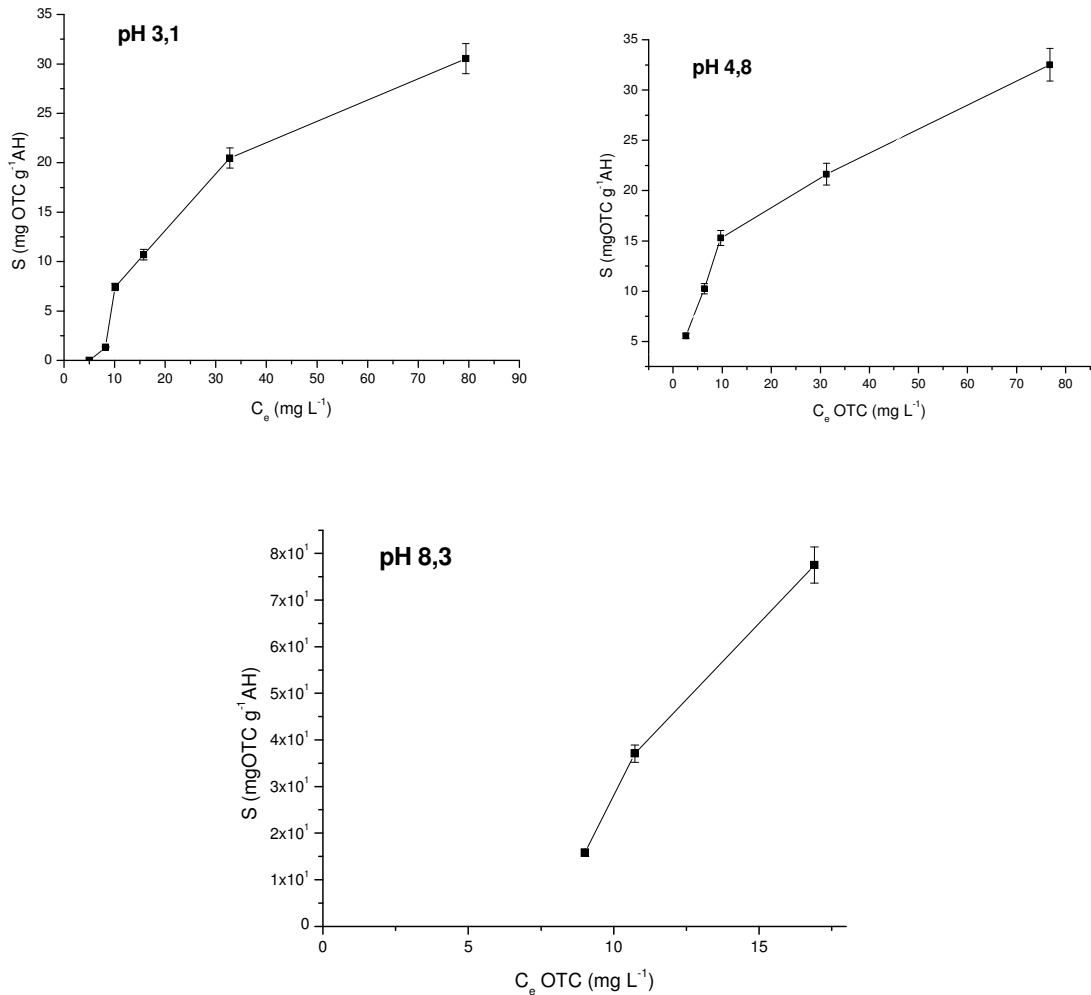 pH 3,1
35
30
25
20
15
10
5
0
S (mg OTC g⁻¹AH)
0 10 20 30 40 50 60 70 80 90
Cₑ (mg L⁻¹)
pH 4,8
35
30
25
20
15
10
5
S (mgOTC g⁻¹AH)
0 10 20 30 40 50 60 70 80
Cₑ OTC (mg L⁻¹)
pH 8,3
8x10¹
7x10¹
6x10¹
5x10¹
4x10¹
3x10¹
2x10¹
1x10¹
0
S (mgOTC g⁻¹AH)
0 5 10 15
Cₑ OTC (mg L⁻¹)